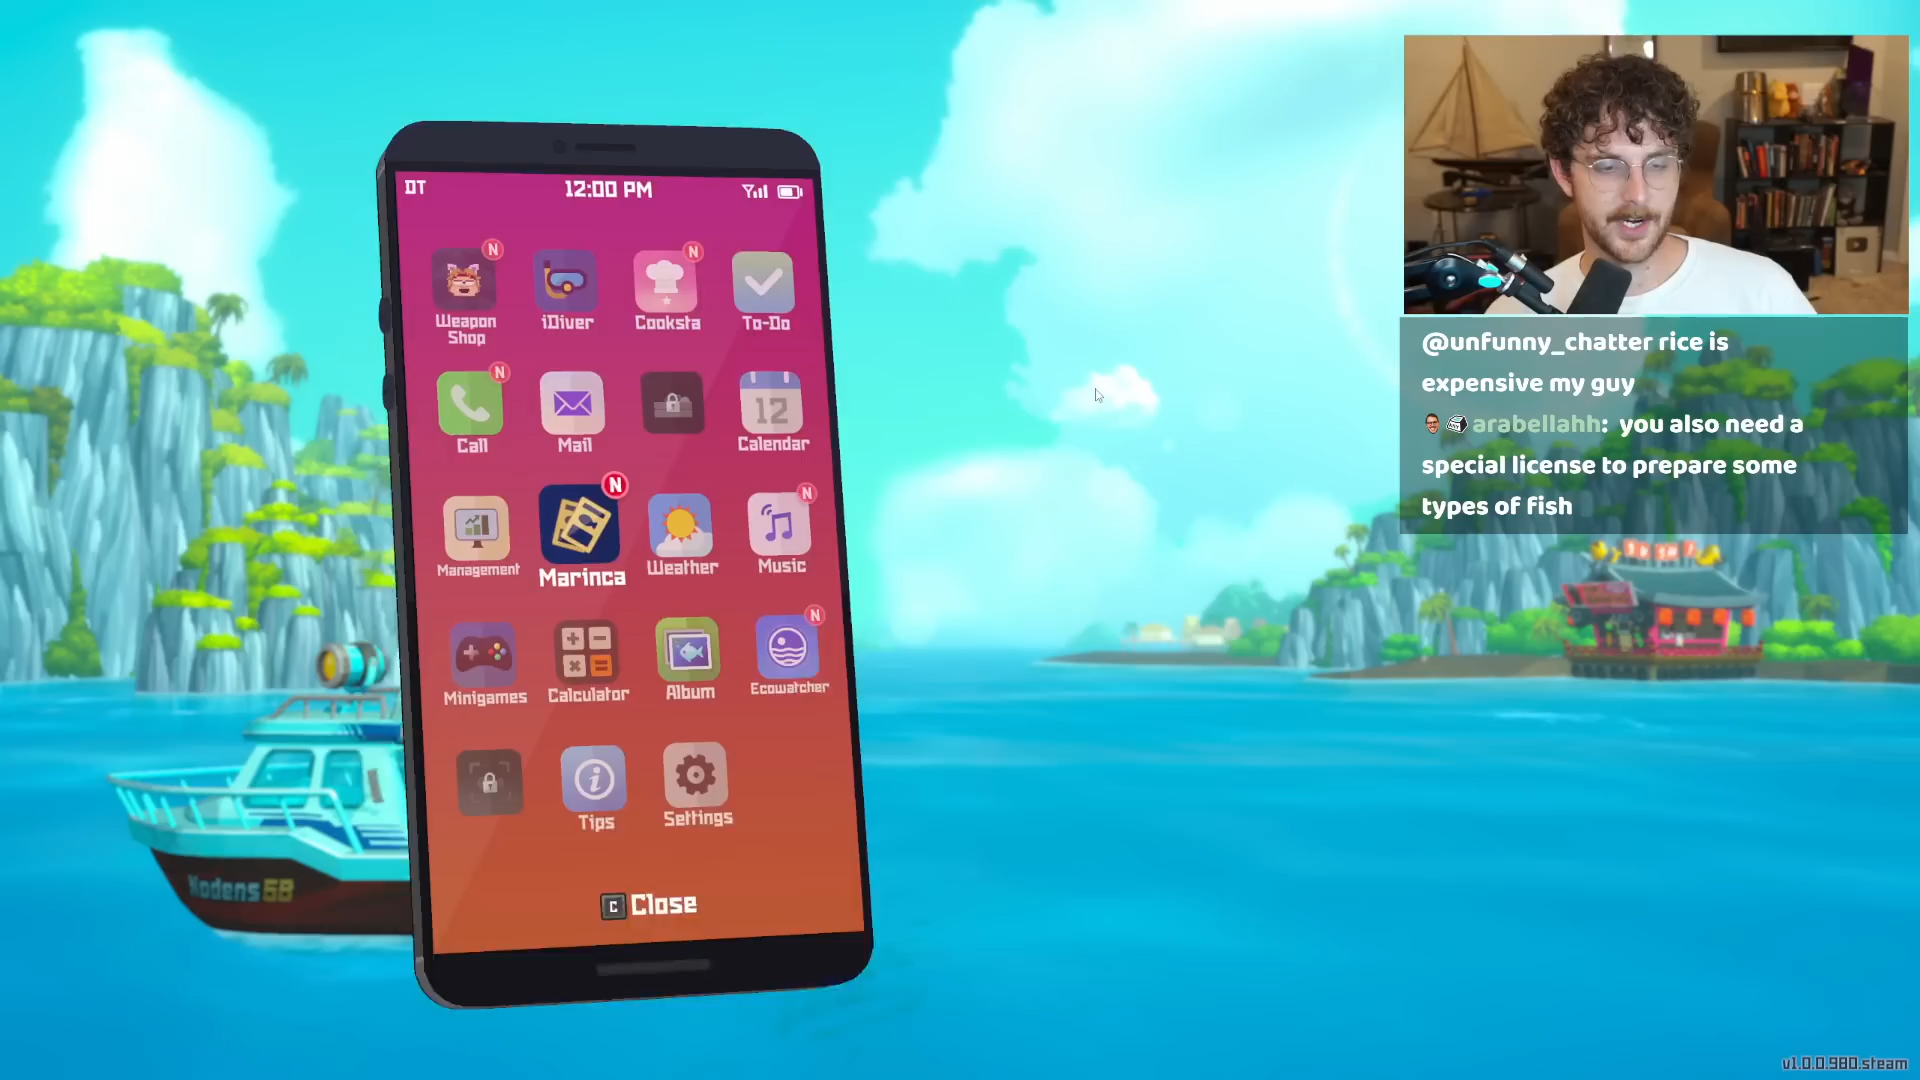 DT
12:00 PM
N
N
Weapon
Shop
iDiver
Cooksta
To-Do
N
12
Call
Mail
Calendar
N
N
Management
Marinca
Weather
Music
N
Minigames
Calculator
Album
Ecowatcher
Tips
Settings
C Close
Nodens 68
@unfunny_chatter rice is
expensive my guy
arabellahh: you also need a
special license to prepare some
types of fish
v1.0.0.980.steam